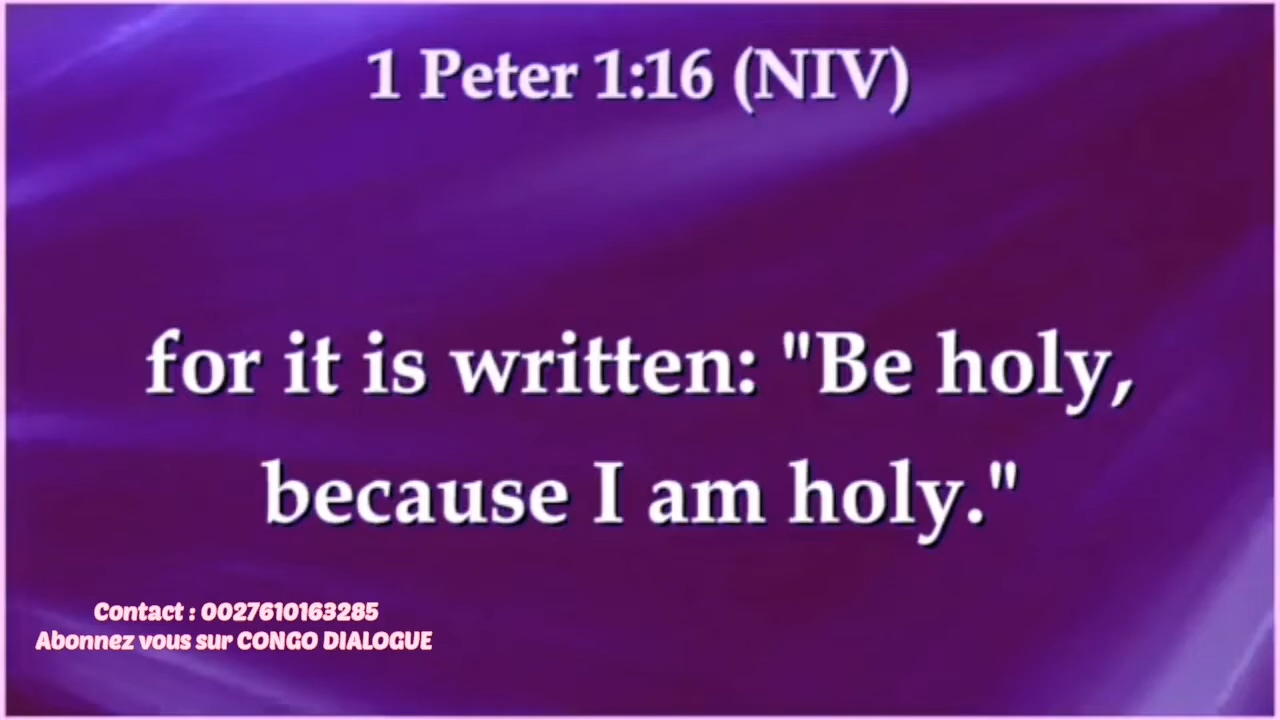 1 Peter 1:16 (NIV)
for it is written: "Be holy,
because I am holy."
Contact : 0027610163285
Abonnez vous sur CONGO DIALOGUE